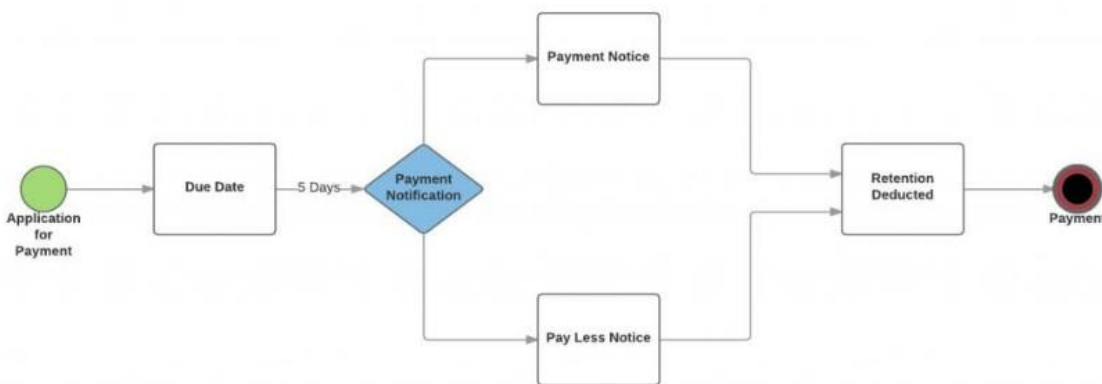 Application
for
Payment
Due Date
5 Days
Payment
Notification
Payment Notice
Pay Less Notice
Retention
Deducted
Payment